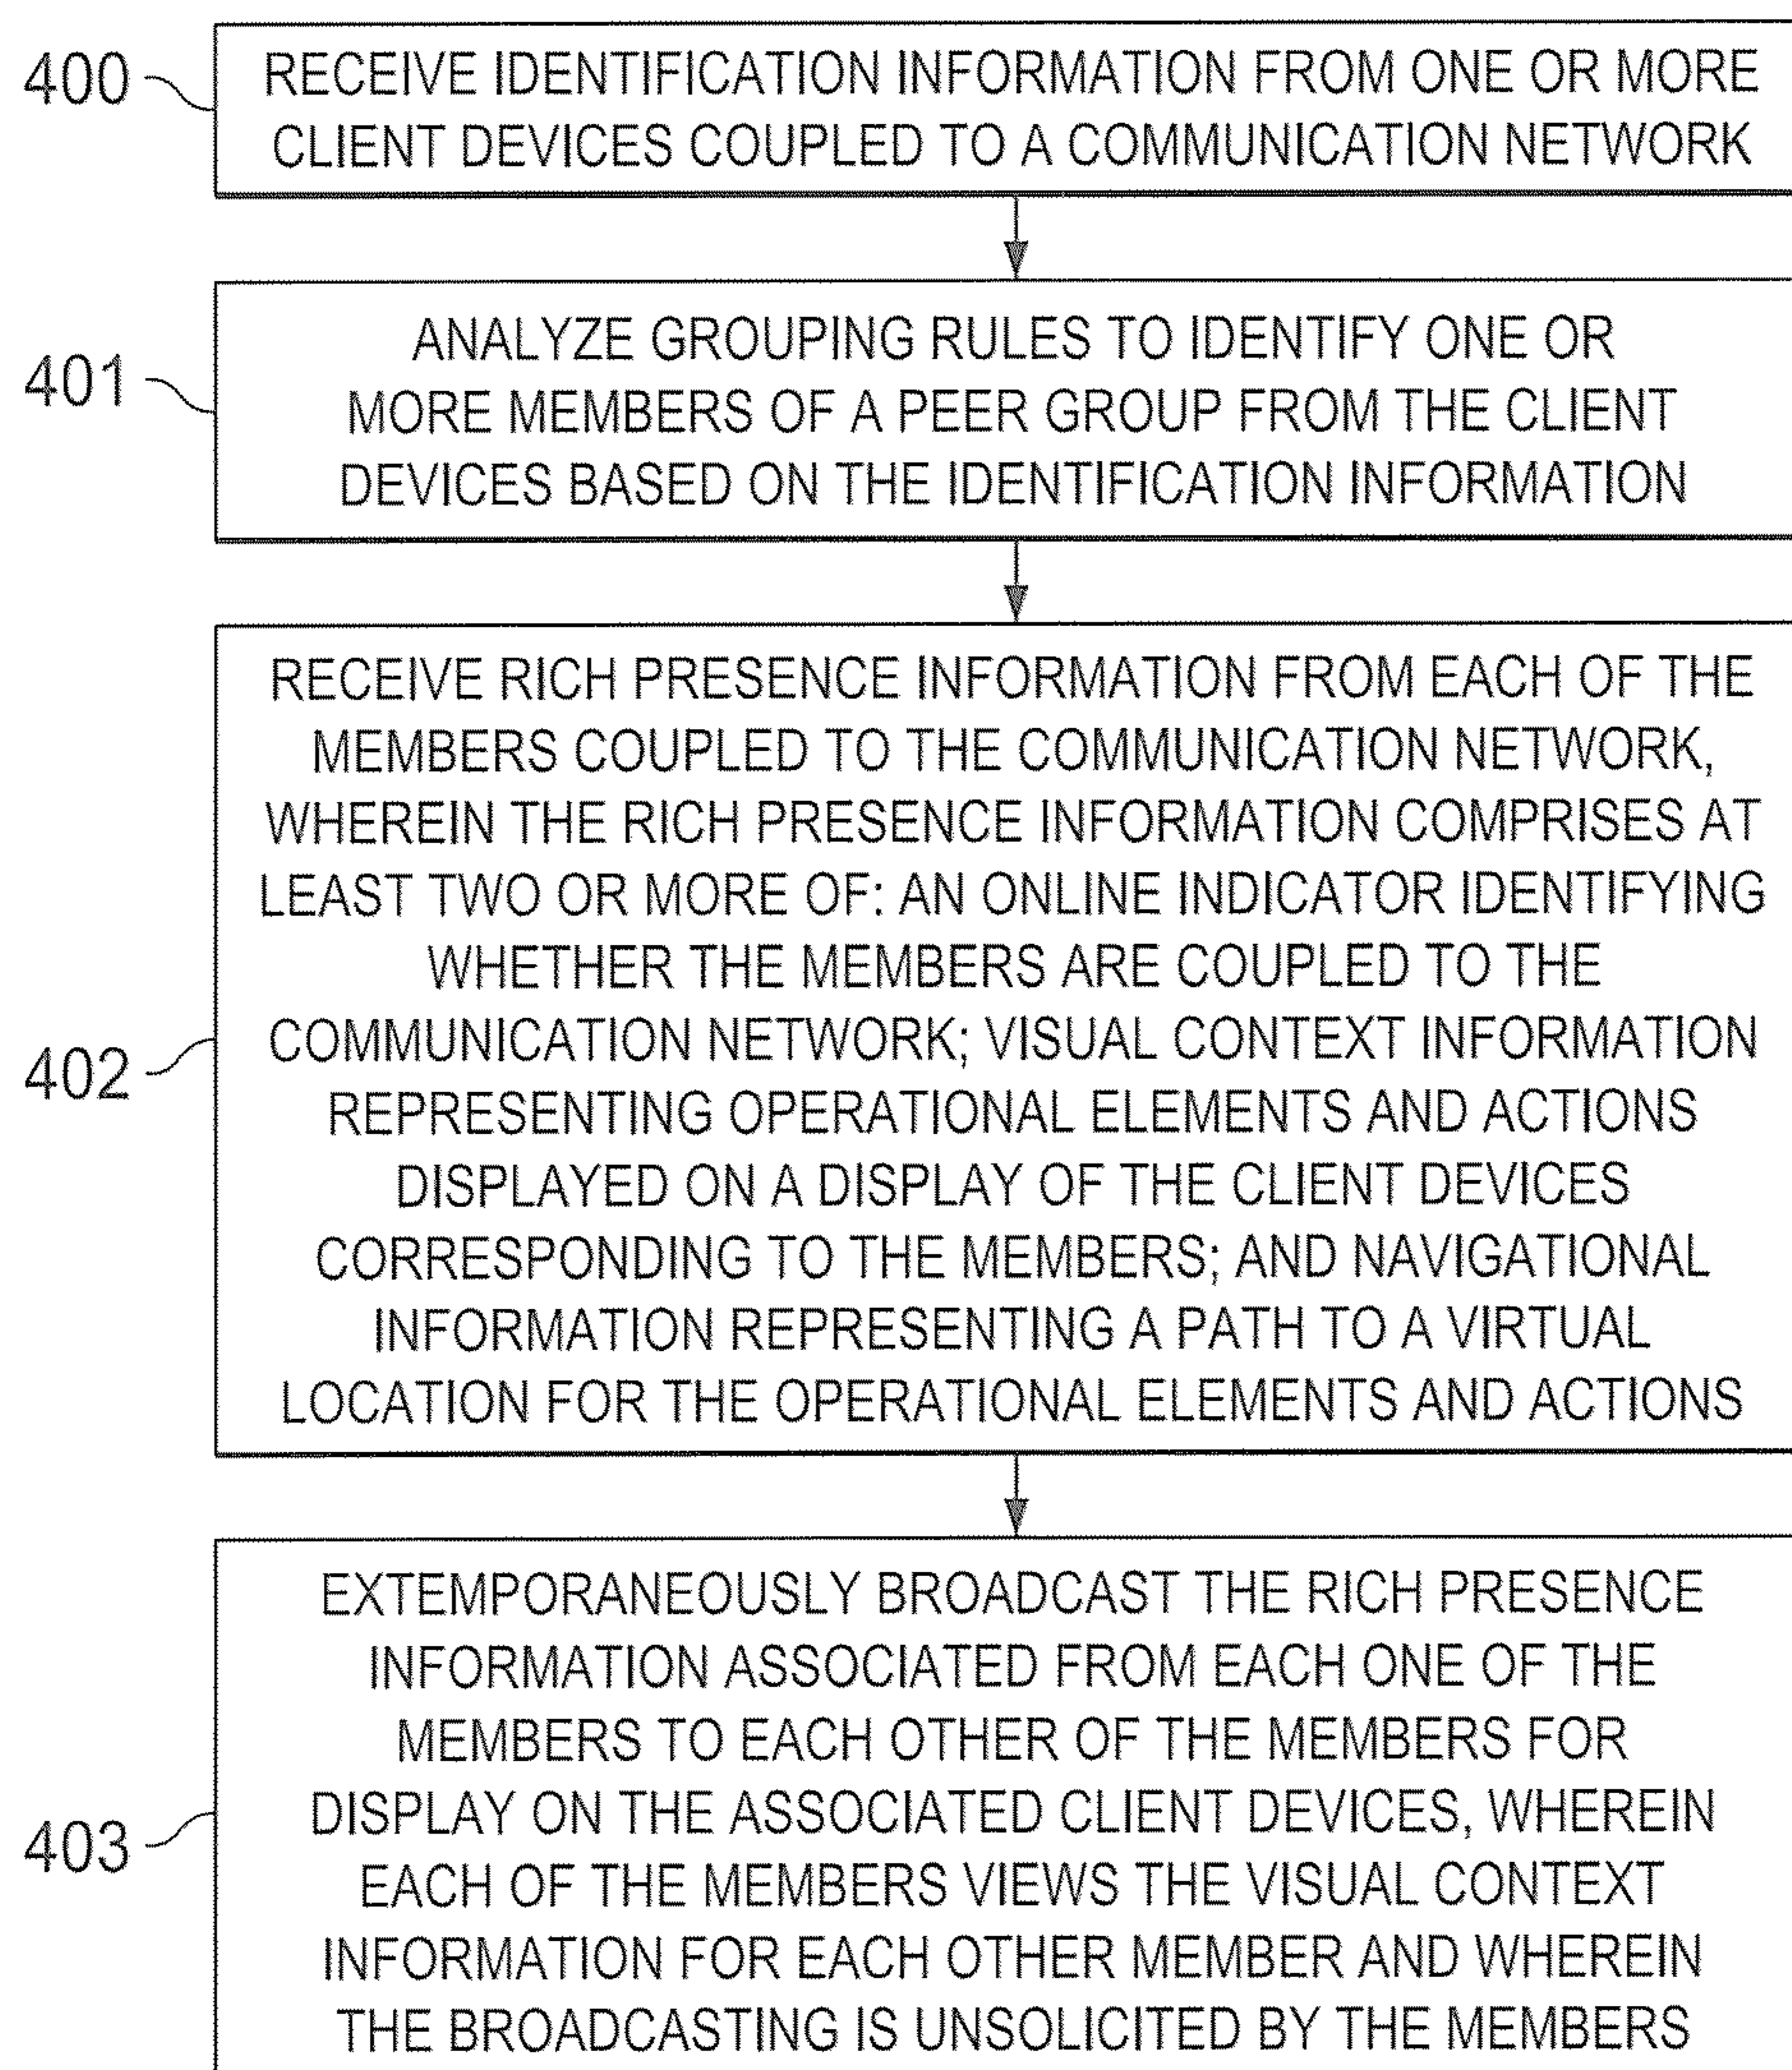 400
RECEIVE IDENTIFICATION INFORMATION FROM ONE OR MORE
CLIENT DEVICES COUPLED TO A COMMUNICATION NETWORK
401
ANALYZE GROUPING RULES TO IDENTIFY ONE OR
MORE MEMBERS OF A PEER GROUP FROM THE CLIENT
DEVICES BASED ON THE IDENTIFICATION INFORMATION
402
RECEIVE RICH PRESENCE INFORMATION FROM EACH OF THE
MEMBERS COUPLED TO THE COMMUNICATION NETWORK,
WHEREIN THE RICH PRESENCE INFORMATION COMPRISES AT
LEAST TWO OR MORE OF: AN ONLINE INDICATOR IDENTIFYING
WHETHER THE MEMBERS ARE COUPLED TO THE
COMMUNICATION NETWORK; VISUAL CONTEXT INFORMATION
REPRESENTING OPERATIONAL ELEMENTS AND ACTIONS
DISPLAYED ON A DISPLAY OF THE CLIENT DEVICES
CORRESPONDING TO THE MEMBERS; AND NAVIGATIONAL
INFORMATION REPRESENTING A PATH TO A VIRTUAL
LOCATION FOR THE OPERATIONAL ELEMENTS AND ACTIONS
403
EXTEMPORANEOUSLY BROADCAST THE RICH PRESENCE
INFORMATION ASSOCIATED FROM EACH ONE OF THE
MEMBERS TO EACH OTHER OF THE MEMBERS FOR
DISPLAY ON THE ASSOCIATED CLIENT DEVICES, WHEREIN
EACH OF THE MEMBERS VIEWS THE VISUAL CONTEXT
INFORMATION FOR EACH OTHER MEMBER AND WHEREIN
THE BROADCASTING IS UNSOLICITED BY THE MEMBERS